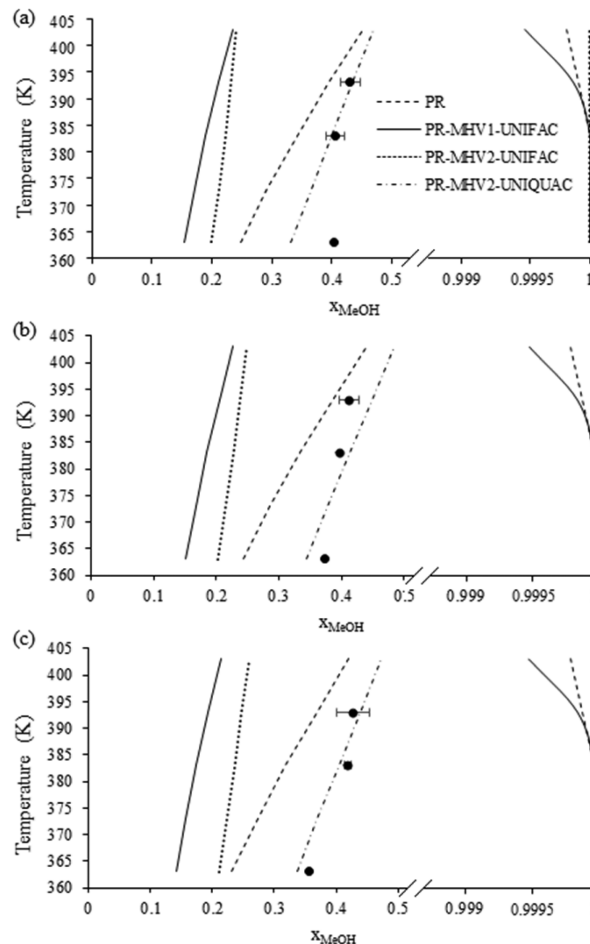 (a)
405
400
395
390
385
380
375
370
365
360
Temperature (K)
PR
PR-MHV1-UNIFAC
PR-MHV2-UNIFAC
PR-MHV2-UNIQUAC
0 0.1 0.2 0.3 0.4 0.5 0.999 0.9995 1
xMeOH
(b)
405
400
395
390
385
380
375
370
365
360
Temperature (K)
0 0.1 0.2 0.3 0.4 0.5 0.999 0.9995
xMeOH
(c)
405
400
395
390
385
380
375
370
365
360
Temperature (K)
0 0.1 0.2 0.3 0.4 0.5 0.999 0.9995
xMeOH